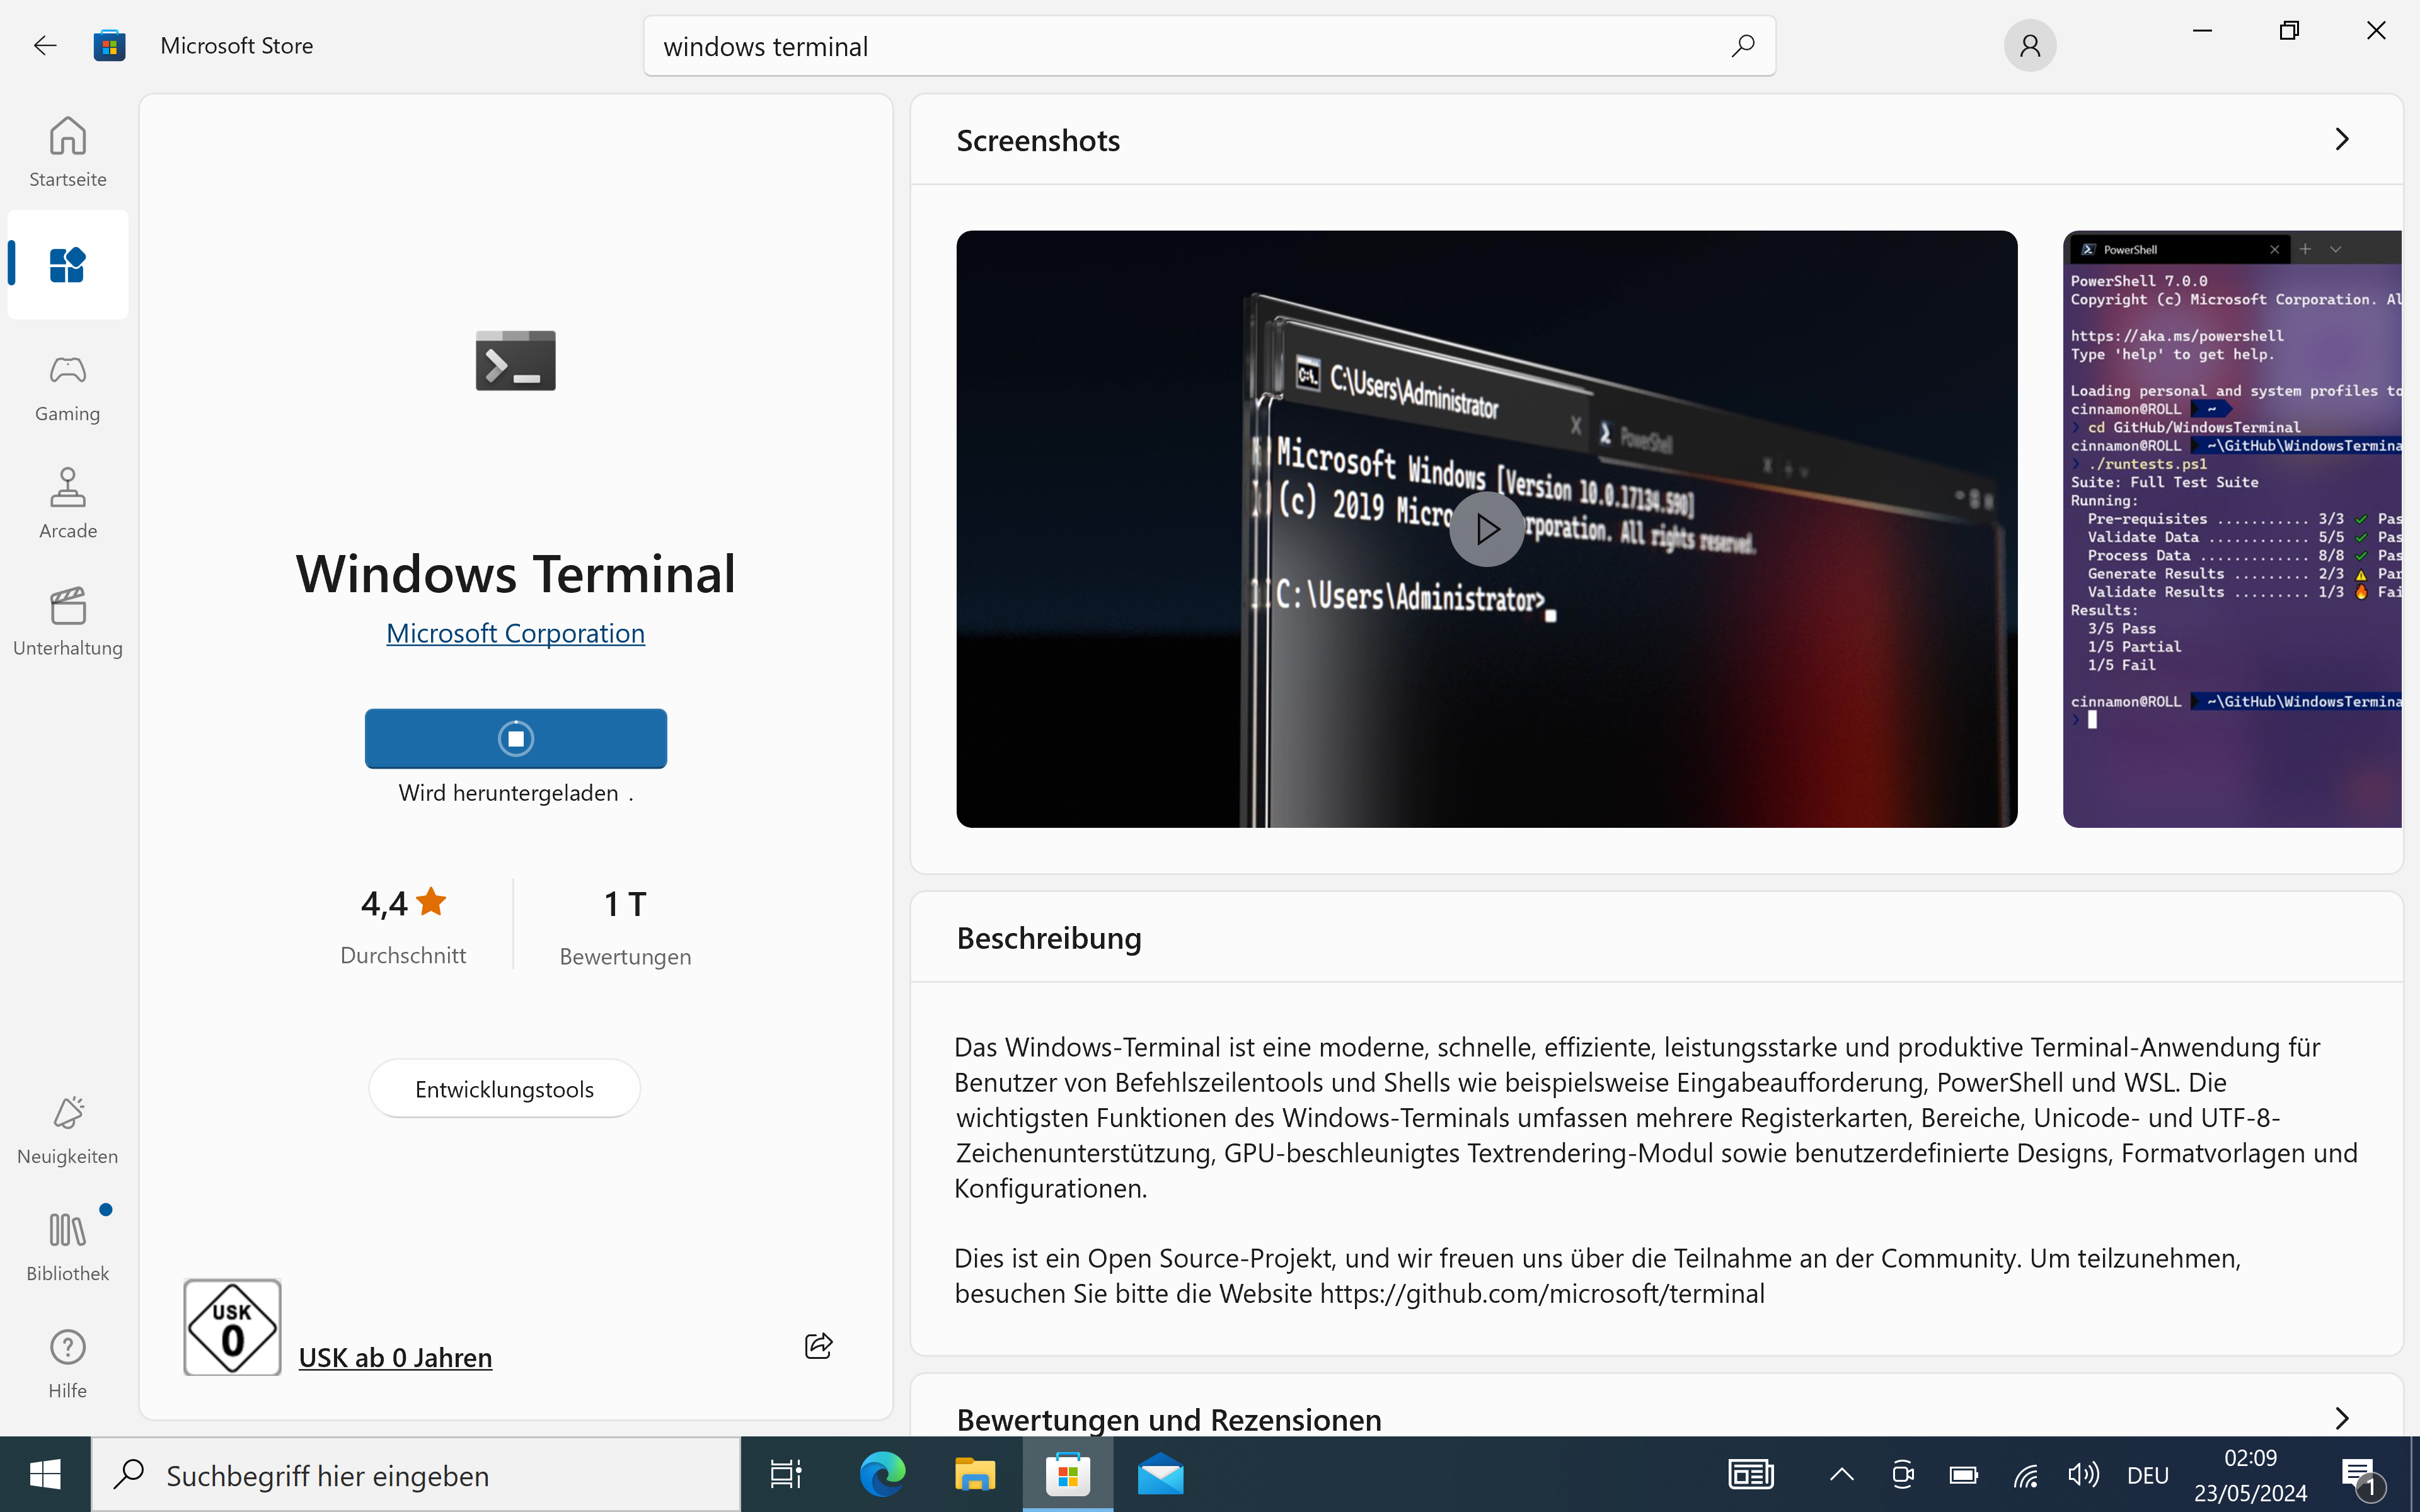 Microsoft Store
windows terminal
Startseite
Gaming
Arcade
Unterhaltung
Neuigkeiten
Bibliothek
Hilfe
Windows Terminal
Microsoft Corporation
Wird heruntergeladen .
4,4
Durchschnitt
1 T
Bewertungen
Entwicklungstools
USK
0
USK ab 0 Jahren
Screenshots
C:\Users\Administrator
PowerShell
Microsoft Windows [Version 10.0.17134.590]
(c) 2019 Micro rporation. All rights reserved.
C:\Users\Administrator>
PowerShell
PowerShell 7.0.0
Copyright (c) Microsoft Corporation. Al
https://aka.ms/powershell
Type 'help' to get help.
Loading personal and system profiles to
cinnamon@ROLL ~
> cd GitHub/WindowsTerminal
cinnamon@ROLL ~\GitHub\WindowsTermina
> ./runtests.ps1
Suite: Full Test Suite
Running:
Pre-requisites ........... 3/3 ✔ Pas
Validate Data ............ 5/5 ✔ Pas
Process Data ............. 8/8 ✔ Pas
Generate Results ......... 2/3 ⚠ Par
Validate Results ......... 1/3 🔥 Fai
Results:
3/5 Pass
1/5 Partial
1/5 Fail
cinnamon@ROLL ~\GitHub\WindowsTermina
>
Beschreibung
Das Windows-Terminal ist eine moderne, schnelle, effiziente, leistungsstarke und produktive Terminal-Anwendung für
Benutzer von Befehlszeilentools und Shells wie beispielsweise Eingabeaufforderung, PowerShell und WSL. Die
wichtigsten Funktionen des Windows-Terminals umfassen mehrere Registerkarten, Bereiche, Unicode- und UTF-8-
Zeichenunterstützung, GPU-beschleunigtes Textrendering-Modul sowie benutzerdefinierte Designs, Formatvorlagen und
Konfigurationen.
Dies ist ein Open Source-Projekt, und wir freuen uns über die Teilnahme an der Community. Um teilzunehmen,
besuchen Sie bitte die Website https://github.com/microsoft/terminal
Bewertungen und Rezensionen
Suchbegriff hier eingeben
DEU
02:09
23/05/2024
1